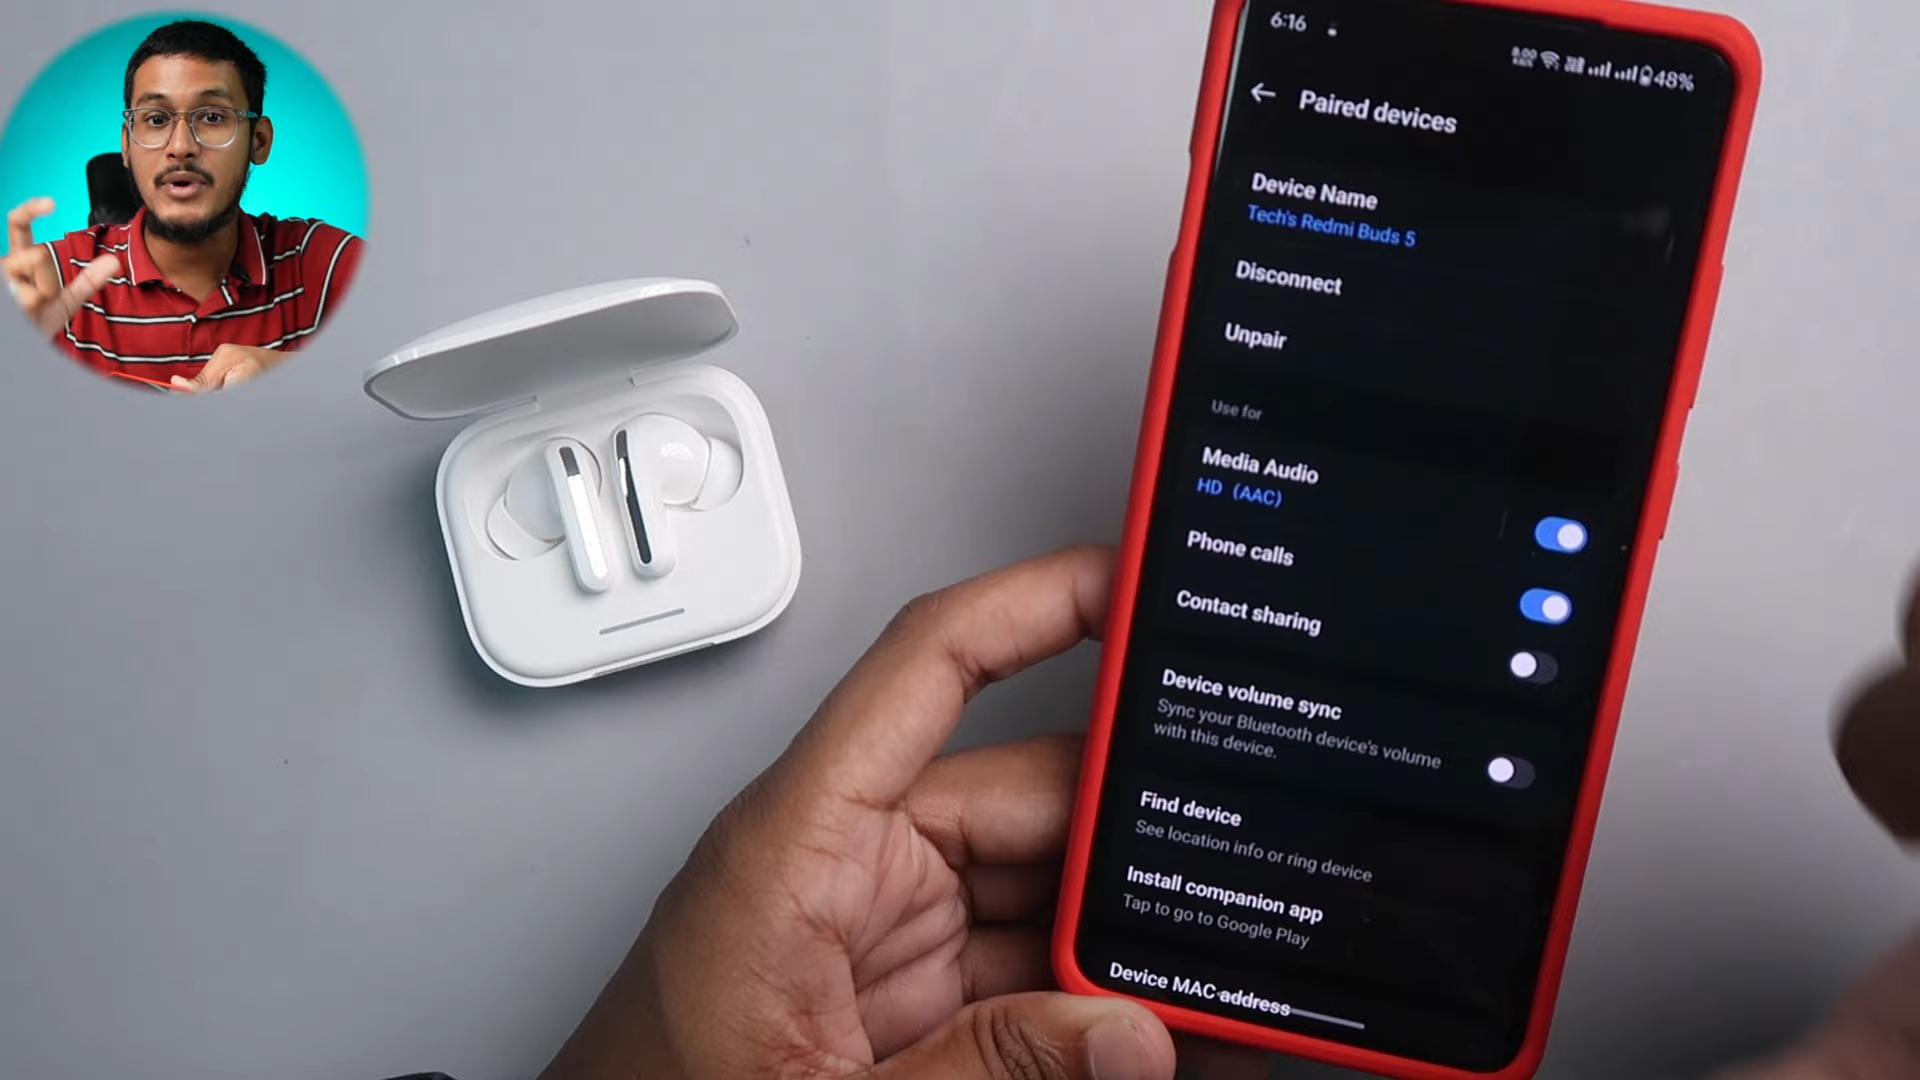 6:16
48%
Paired devices
Device Name
Tech's Redmi Buds 5
Disconnect
Unpair
Use for
Media Audio
HD (AAC)
Phone calls
Contact sharing
Device volume sync
Sync your Bluetooth device's volume
with this device.
Find device
See location info or ring device
Install companion app
Tap to go to Google Play
Device MAC address